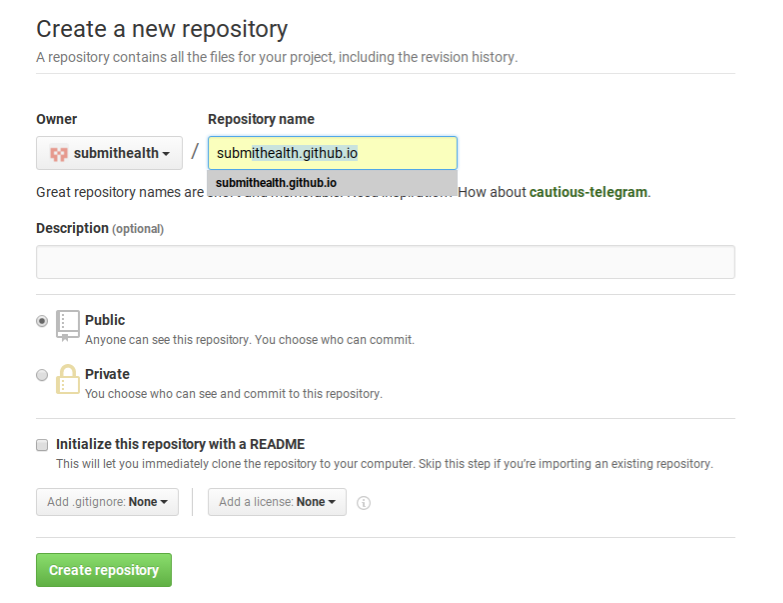 Create a new repository
A repository contains all the files for your project, including the revision history.
Owner Repository name
submithealth / submithealth.github.io
submithealth.github.io
Great repository names are How about cautious-telegram.
Description (optional)
Public
Anyone can see this repository. You choose who can commit.
Private
You choose who can see and commit to this repository.
Initialize this repository with a README
This will let you immediately clone the repository to your computer. Skip this step if you're importing an existing repository.
Add .gitignore: None Add a license: None
Create repository